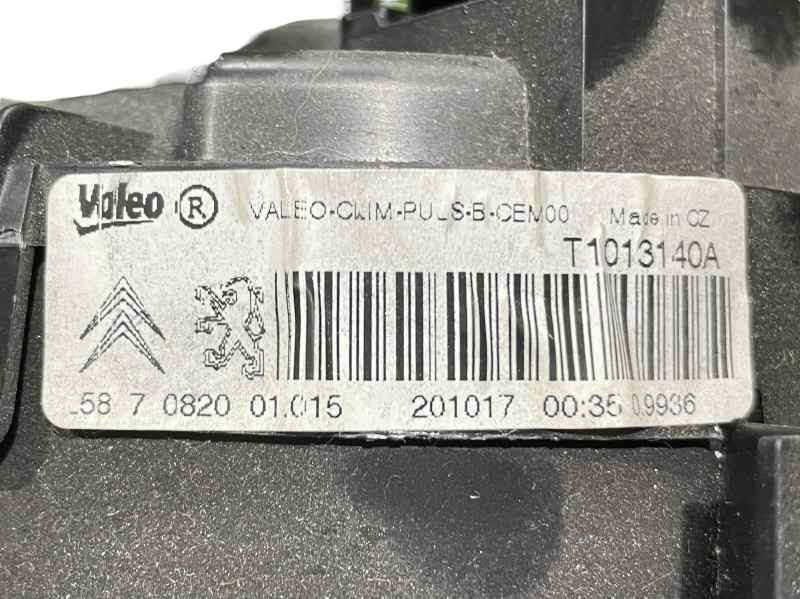 Valeo ® VALEO-CLIM-PULS-B-CEM00 Made in CZ
T1013140A
58 7 0820 01.015 201017 00:35 0.9936